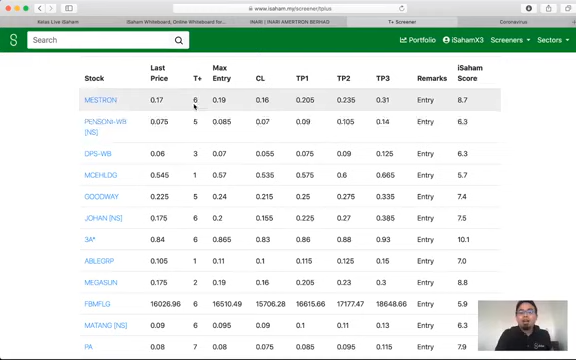 www.isaham.my/screener/tplus
Kelas Live iSaham
iSaham Whiteboard, Online Whiteboard for...
INARI | INARI AMERTRON BERHAD
T+ Screener
Coronavirus
S
Search
Portfolio
iSahamX3
Screeners
Sectors
Stock Last Price T+ Max Entry CL TP1 TP2 TP3 Remarks iSaham Score
MESTRON 0.17 6 0.19 0.16 0.205 0.235 0.31 Entry 8.7
PENSONI-WB [NS] 0.075 5 0.085 0.07 0.09 0.105 0.14 Entry 6.3
DPS-WB 0.06 3 0.07 0.055 0.075 0.09 0.125 Entry 6.3
MCEHLDG 0.545 1 0.57 0.535 0.575 0.6 0.665 Entry 5.7
GOODWAY 0.225 5 0.24 0.215 0.25 0.275 0.335 Entry 7.4
JOHAN [NS] 0.175 6 0.2 0.155 0.225 0.27 0.385 Entry 7.5
3A* 0.84 6 0.865 0.83 0.86 0.88 0.93 Entry 10.1
ABLEGRP 0.105 1 0.11 0.095 0.115 0.125 0.15 Entry 7.0
MEGASUN 0.175 2 0.19 0.16 0.205 0.23 0.3 Entry 8.8
FBMFLG 16026.96 6 16510.49 15706.28 16615.66 17177.47 18648.66 Entry 5.9
MATANG [NS] 0.09 6 0.095 0.09 0.1 0.11 0.13 Entry 6.3
PA 0.08 7 0.08 0.075 0.085 0.095 0.115 Entry 7.9